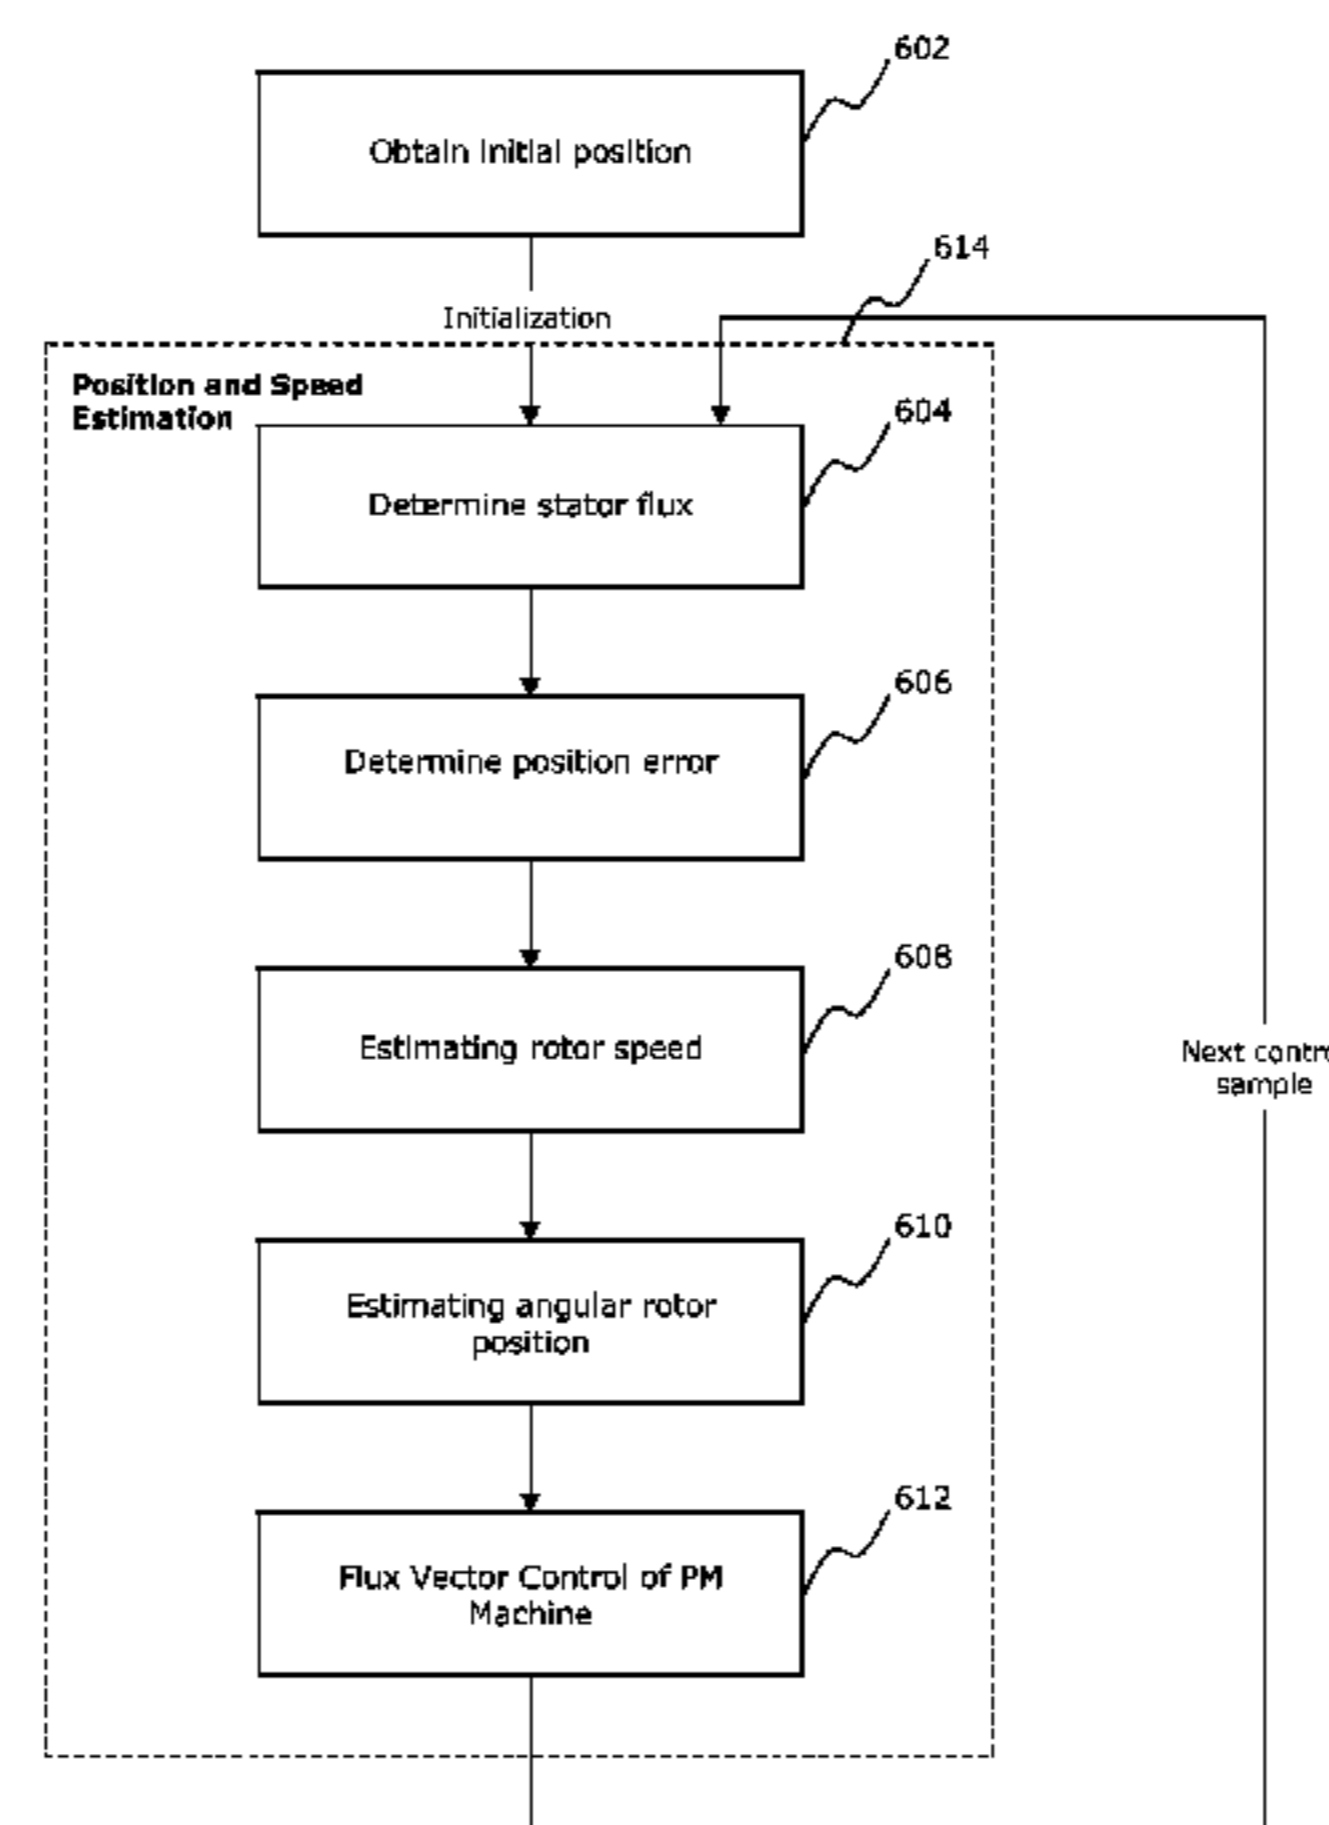 602
Obtain initial position
614
Initialization
Position and Speed
Estimation
604
Determine stator flux
606
Determine position error
608
Estimating rotor speed
Next contro
sample
610
Estimating angular rotor
position
612
Flux Vector Control of PM
Machine